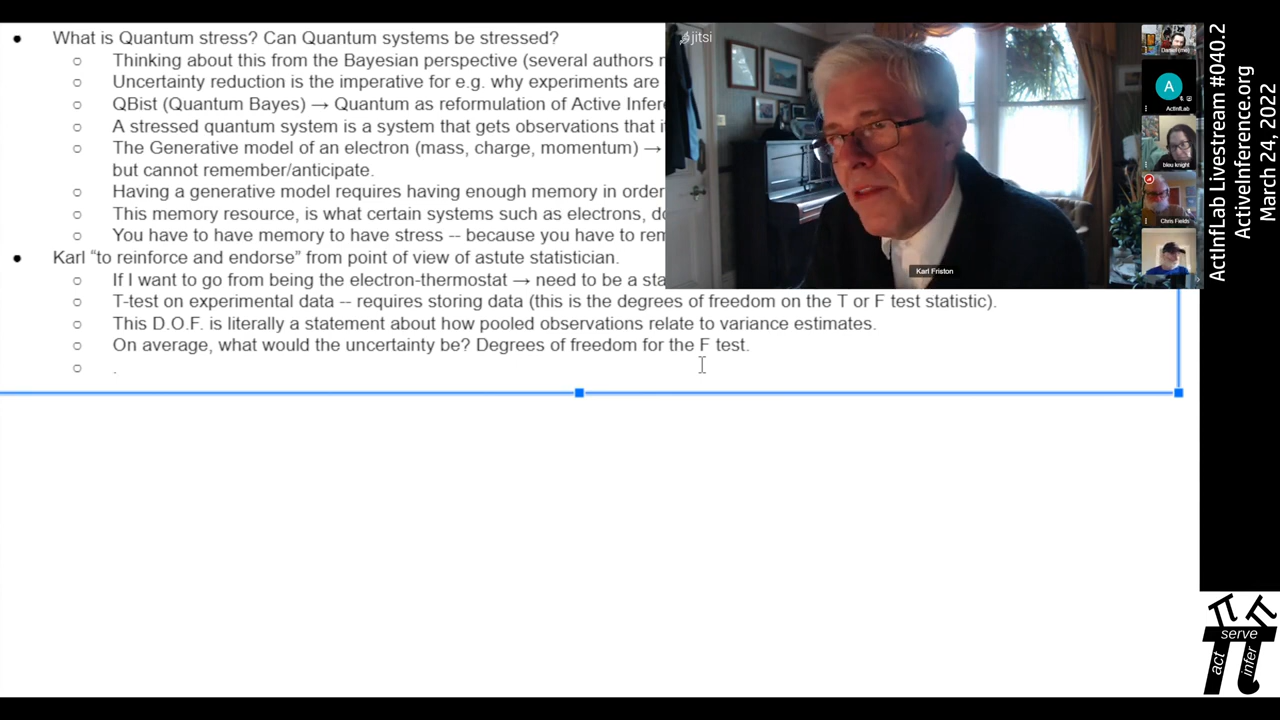 What is Quantum stress? Can Quantum systems be stressed?
Thinking about this from the Bayesian perspective (several authors
Uncertainty reduction is the imperative for e.g. why experiments are
QBist (Quantum Bayes) → Quantum as reformulation of Active
A stressed quantum system is a system that gets observations that
The Generative model of an electron (mass, charge, momentum) →
but cannot remember/anticipate.
Having a generative model requires having enough memory in order
This memory resource, is what certain systems such as electrons,
You have to have memory to have stress -- because you have to
Karl “to reinforce and endorse” from point of view of astute statistician.
If I want to go from being the electron-thermostat → need to be a
T-test on experimental data -- requires storing data (this is the degrees of freedom on the T or F test statistic).
This D.O.F. is literally a statement about how pooled observations relate to variance estimates.
On average, what would the uncertainty be? Degrees of freedom for the F test.
.
jitsi
Karl Friston
Daniel (me)
A
ActInfLab
bleu knight
Chris Fields
ActInfLab Livestream #040.2
ActiveInference.org
March 24, 2022
act
serve
infer